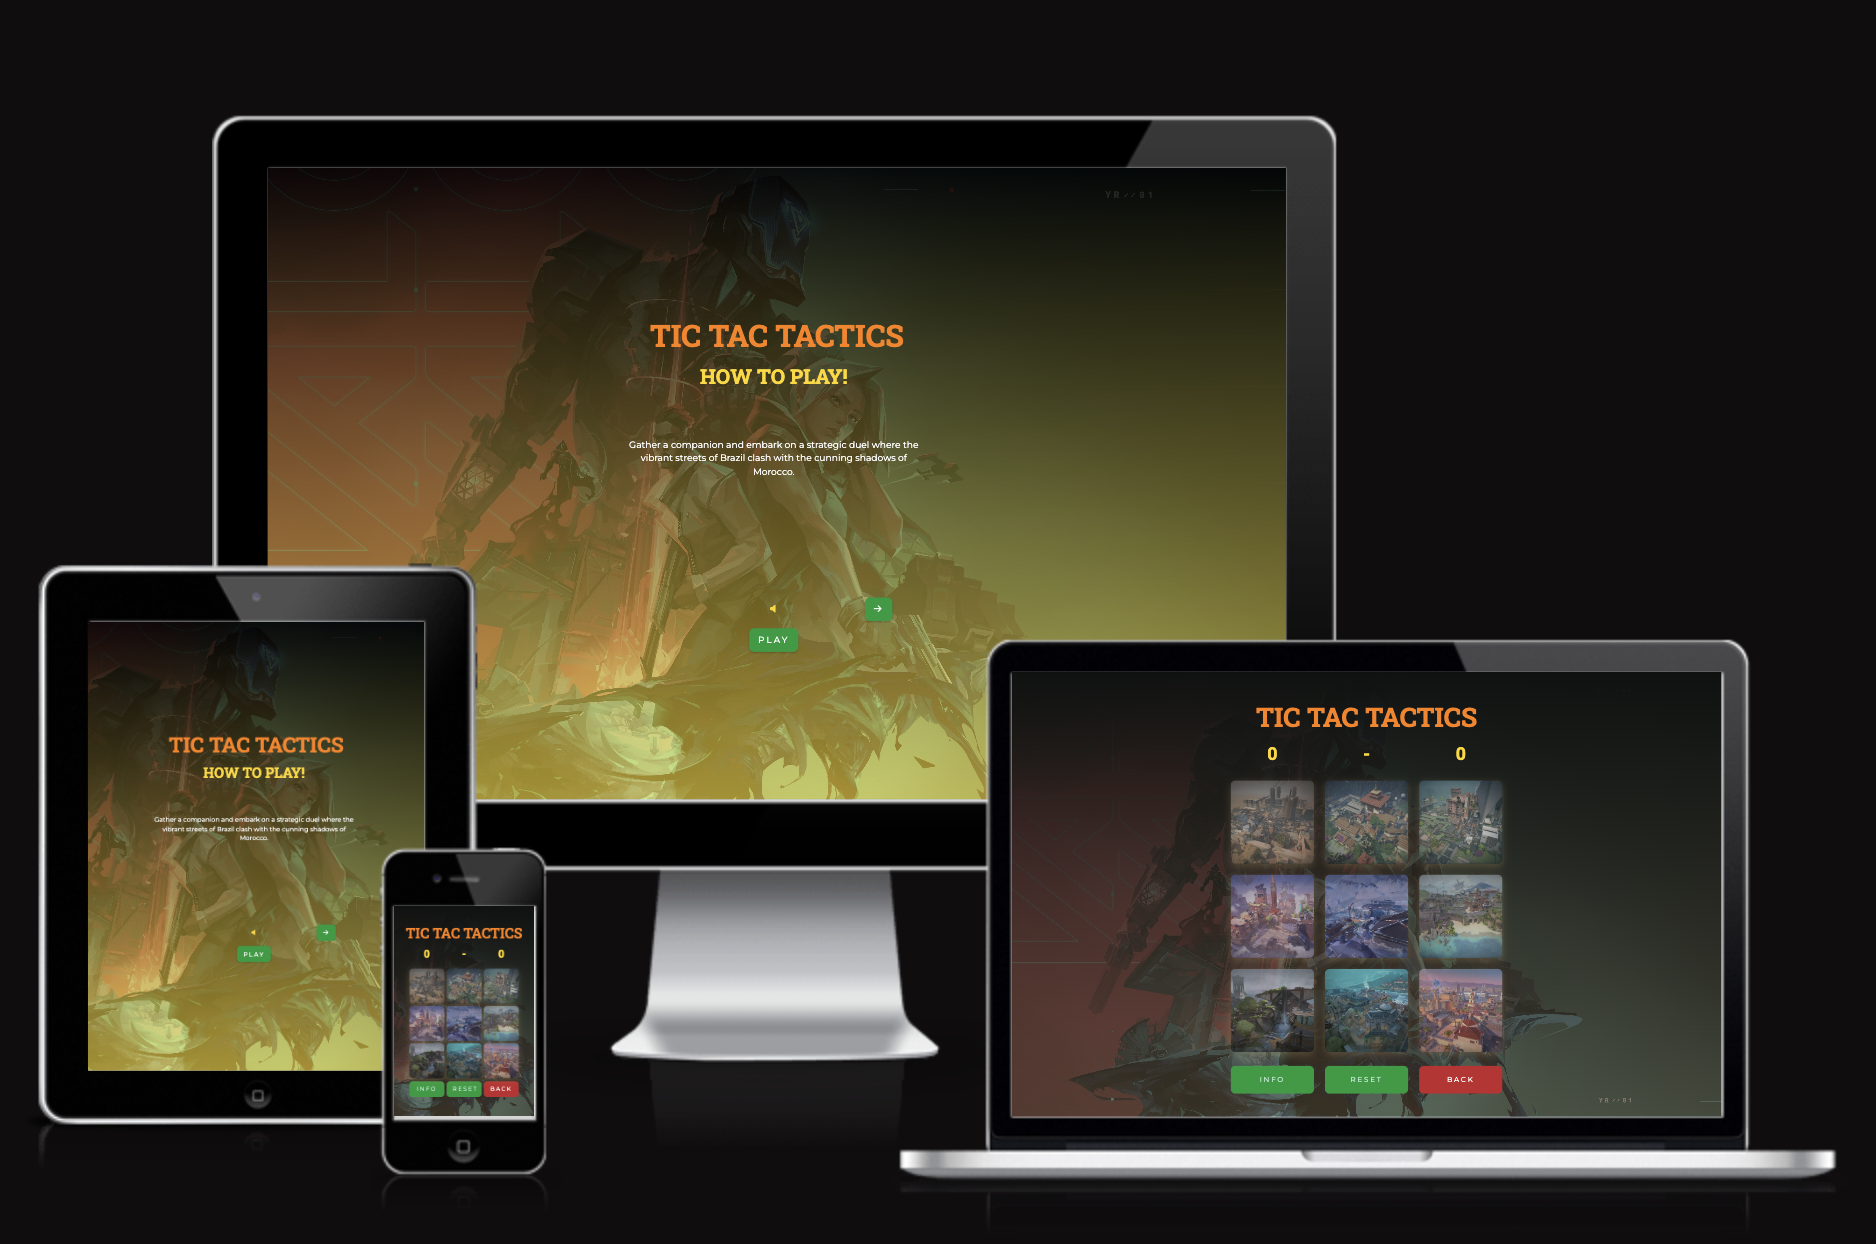 YR//01
TIC TAC TACTICS
HOW TO PLAY!
Gather a companion and embark on a strategic duel where the
vibrant streets of Brazil clash with the cunning shadows of
Morocco.
PLAY
TIC TAC TACTICS
HOW TO PLAY!
Gather a companion and embark on a strategic duel where the
vibrant streets of Brazil clash with the cunning shadows of
Morocco.
PLAY
TIC TAC TACTICS
0 - 0
INFO RESET BACK
TIC TAC TACTICS
0 - 0
INFO RESET BACK
YR//01